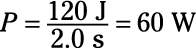 P = 120 J / 2.0 s = 60 W